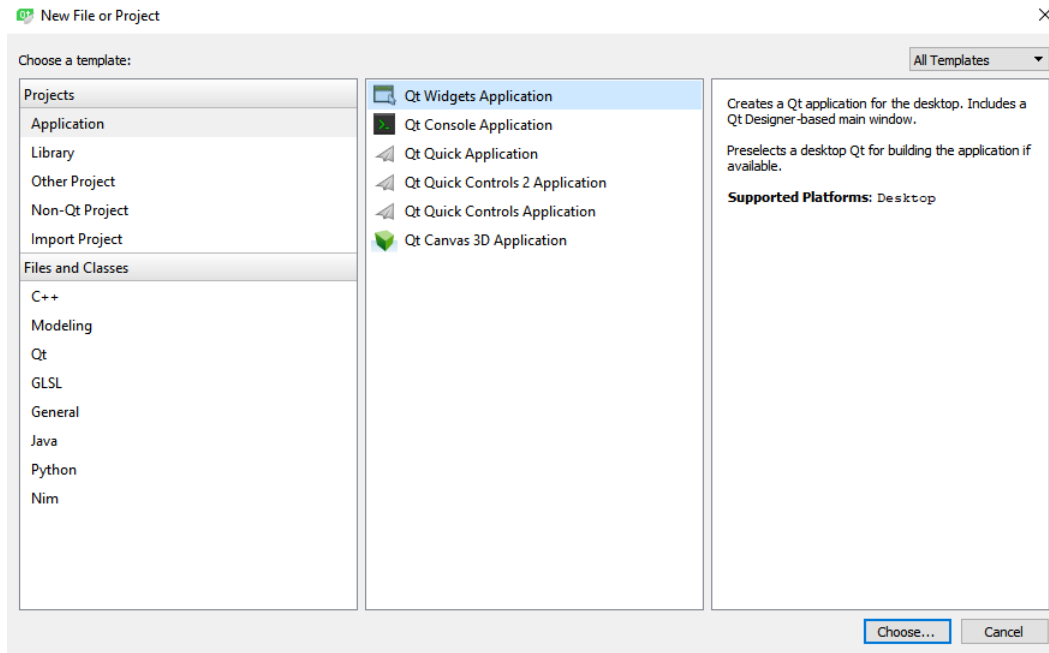 New File or Project
Choose a template:
All Templates
Projects
Application
Library
Other Project
Non-Qt Project
Import Project
Files and Classes
C++
Modeling
Qt
GLSL
General
Java
Python
Nim
Qt Widgets Application
Qt Console Application
Qt Quick Application
Qt Quick Controls 2 Application
Qt Quick Controls Application
Qt Canvas 3D Application
Creates a Qt application for the desktop. Includes a
Qt Designer-based main window.
Preselects a desktop Qt for building the application if
available.
Supported Platforms: Desktop
Choose...
Cancel